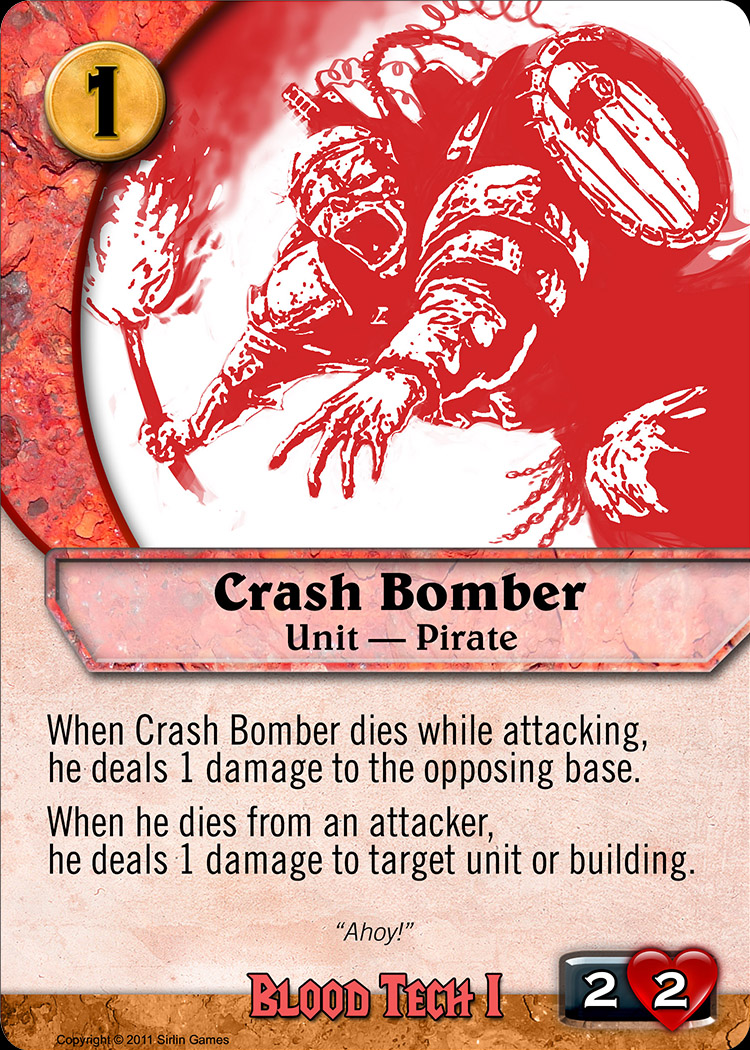 1
Crash Bomber
Unit — Pirate
When Crash Bomber dies while attacking,
he deals 1 damage to the opposing base.
When he dies from an attacker,
he deals 1 damage to target unit or building.
“Ahoy!”
Blood Tech I
2 2
Copyright © 2011 Sirlin Games